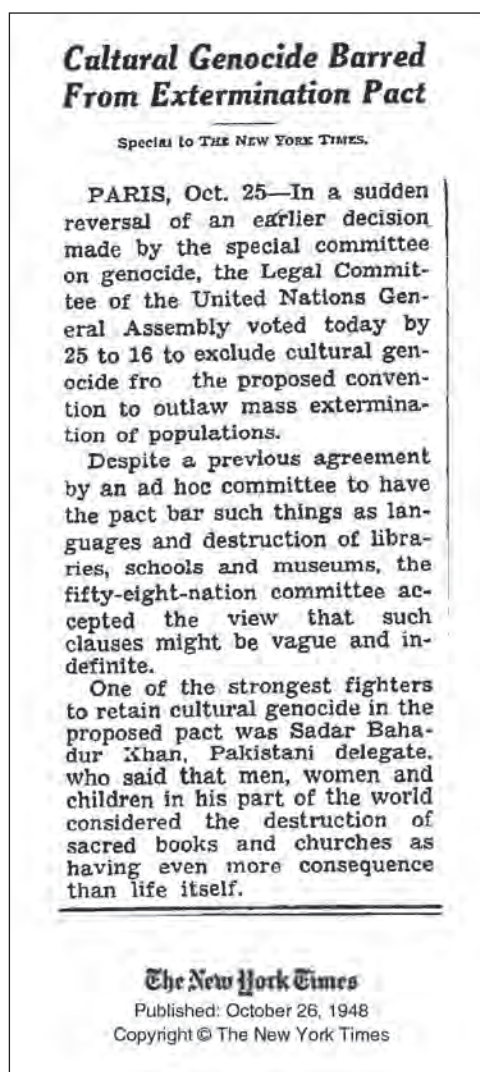 Cultural Genocide Barred
From Extermination Pact
Special to THE NEW YORK TIMES.
PARIS, Oct. 25—In a sudden
reversal of an earlier decision
made by the special committee
on genocide, the Legal Commit-
tee of the United Nations Gen-
eral Assembly voted today by
25 to 16 to exclude cultural gen-
ocide fro the proposed conven-
tion to outlaw mass extermina-
tion of populations.
Despite a previous agreement
by an ad hoc committee to have
the pact bar such things as lan-
guages and destruction of libra-
ries, schools and museums, the
fifty-eight-nation committee ac-
cepted the view that such
clauses might be vague and in-
definite.
One of the strongest fighters
to retain cultural genocide in the
proposed pact was Sadar Baha-
dur Khan, Pakistani delegate,
who said that men, women and
children in his part of the world
considered the destruction of
sacred books and churches as
having even more consequence
than life itself.
The New York Times
Published: October 26, 1948
Copyright © The New York Times